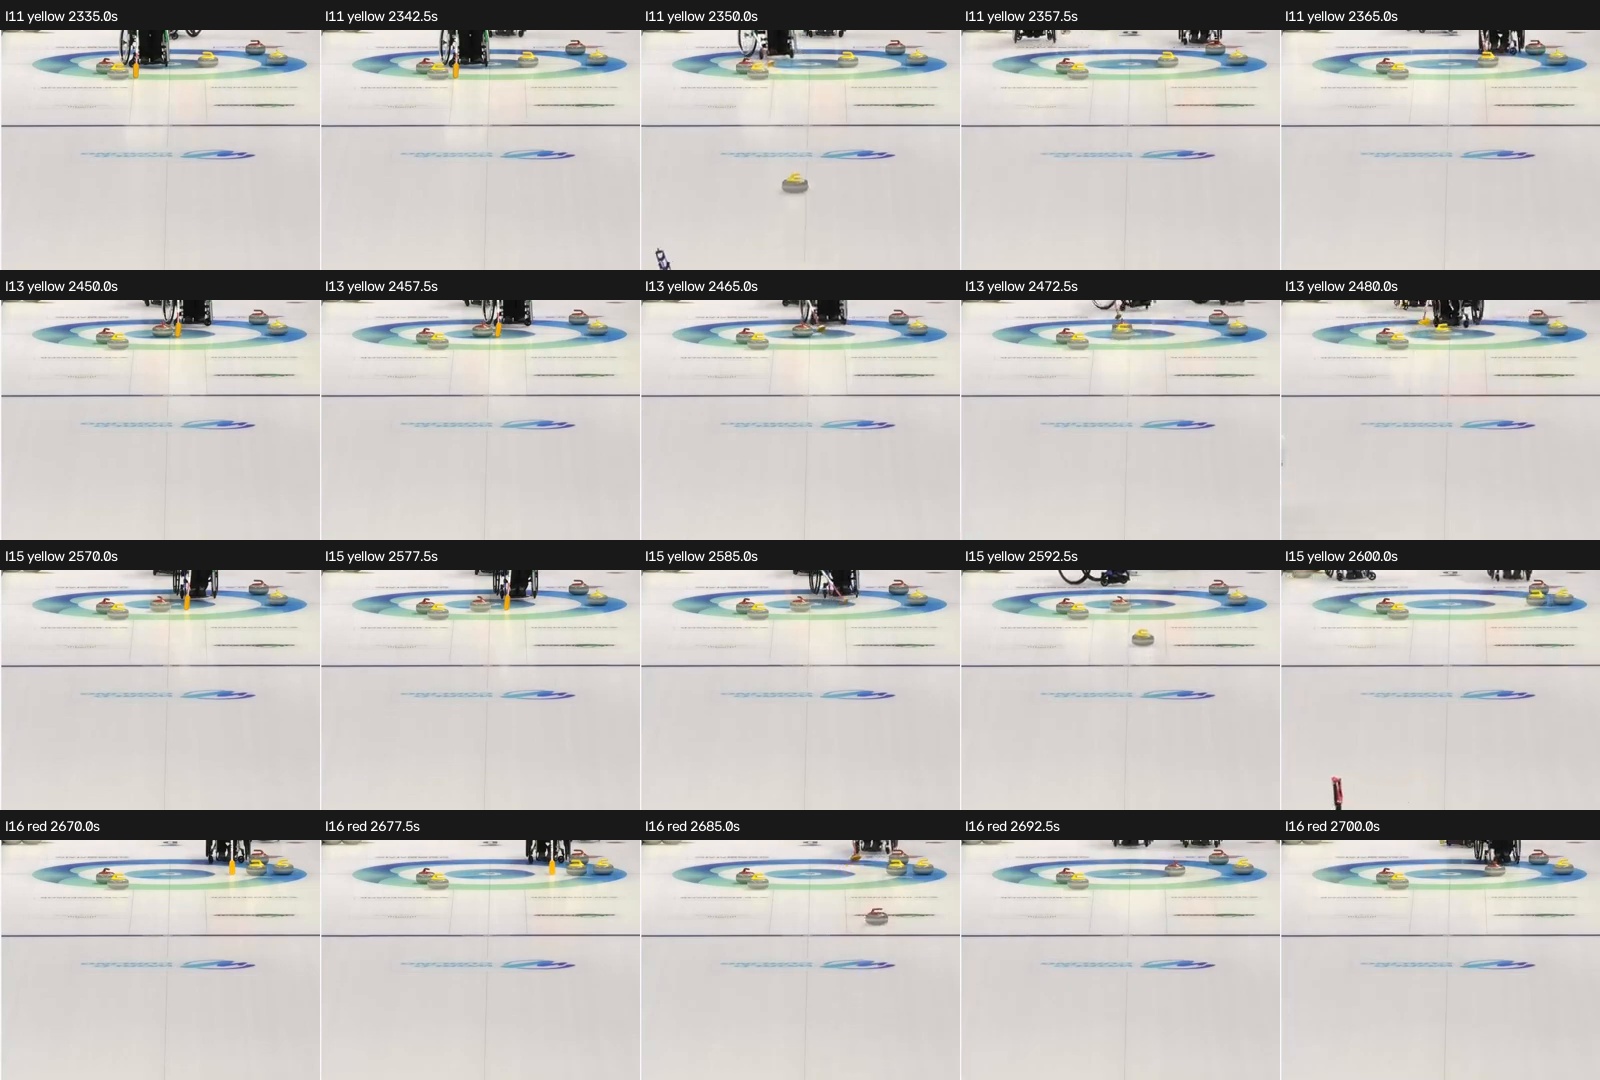 I11 yellow 2335.0s
I11 yellow 2342.5s
I11 yellow 2350.0s
I11 yellow 2357.5s
I11 yellow 2365.0s
I13 yellow 2450.0s
I13 yellow 2457.5s
I13 yellow 2465.0s
I13 yellow 2472.5s
I13 yellow 2480.0s
I15 yellow 2570.0s
I15 yellow 2577.5s
I15 yellow 2585.0s
I15 yellow 2592.5s
I15 yellow 2600.0s
I16 red 2670.0s
I16 red 2677.5s
I16 red 2685.0s
I16 red 2692.5s
I16 red 2700.0s